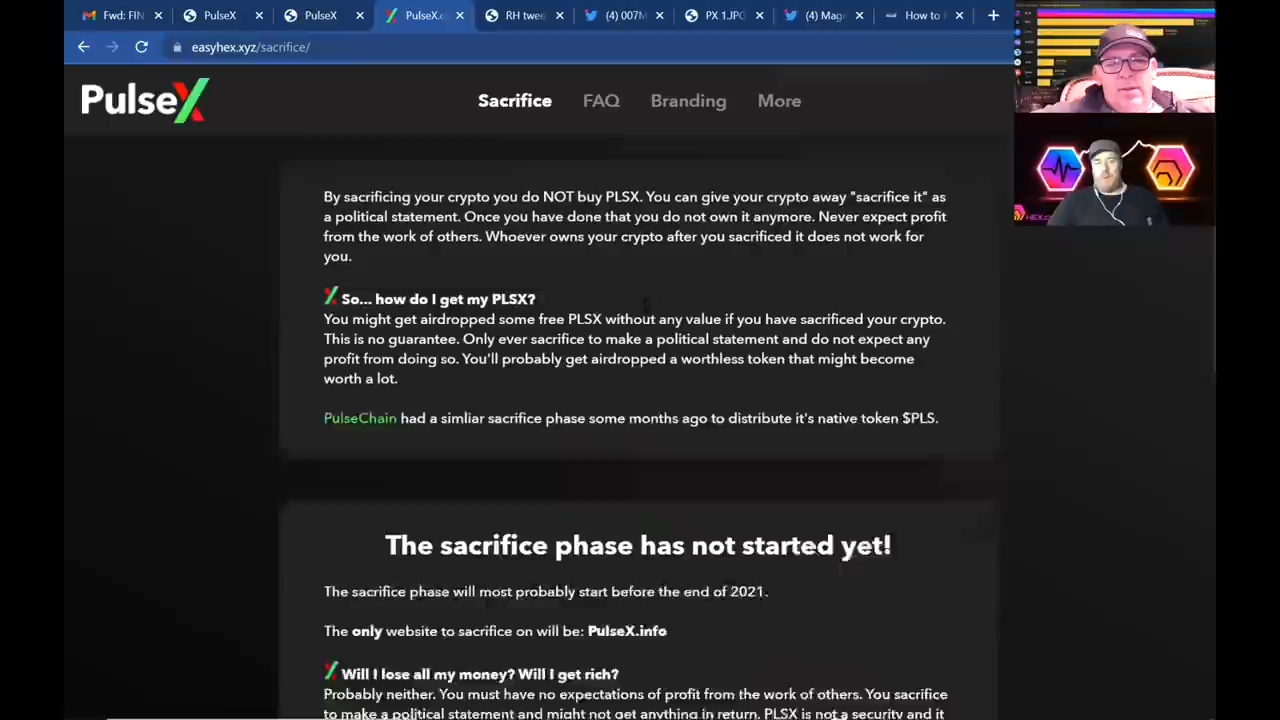 Fwd: FIN
PulseX
PulseX
PulseX.c
RH twee
(4) 007M
PX 1.JPG
(4) Mag
How to
easyhex.xyz/sacrifice/
PulseX
Sacrifice
FAQ
Branding
More
By sacrificing your crypto you do NOT buy PLSX. You can give your crypto away "sacrifice it" as
a political statement. Once you have done that you do not own it anymore. Never expect profit
from the work of others. Whoever owns your crypto after you sacrificed it does not work for
you.
So... how do I get my PLSX?
You might get airdropped some free PLSX without any value if you have sacrificed your crypto.
This is no guarantee. Only ever sacrifice to make a political statement and do not expect any
profit from doing so. You'll probably get airdropped a worthless token that might become
worth a lot.
PulseChain had a simliar sacrifice phase some months ago to distribute it's native token $PLS.
The sacrifice phase has not started yet!
The sacrifice phase will most probably start before the end of 2021.
The only website to sacrifice on will be: PulseX.info
Will I lose all my money? Will I get rich?
Probably neither. You must have no expectations of profit from the work of others. You sacrifice
to make a political statement and might not get anything in return. PLSX is not a security and it
HEX.c